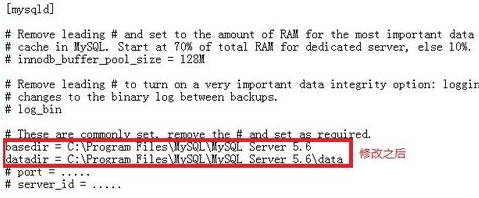 [mysqld]
# Remove leading # and set to the amount of RAM for the most important data
# cache in MySQL. Start at 70% of total RAM for dedicated server, else 10%.
# innodb_buffer_pool_size = 128M
# Remove leading # to turn on a very important data integrity option: loggin
# changes to the binary log between backups.
# log_bin
# These are commonly set, remove the # and set as required.
basedir = C:\Program Files\MySQL\MySQL Server 5.6
datadir = C:\Program Files\MySQL\MySQL Server 5.6\data
修改之后
# port = .....
# server_id = .....